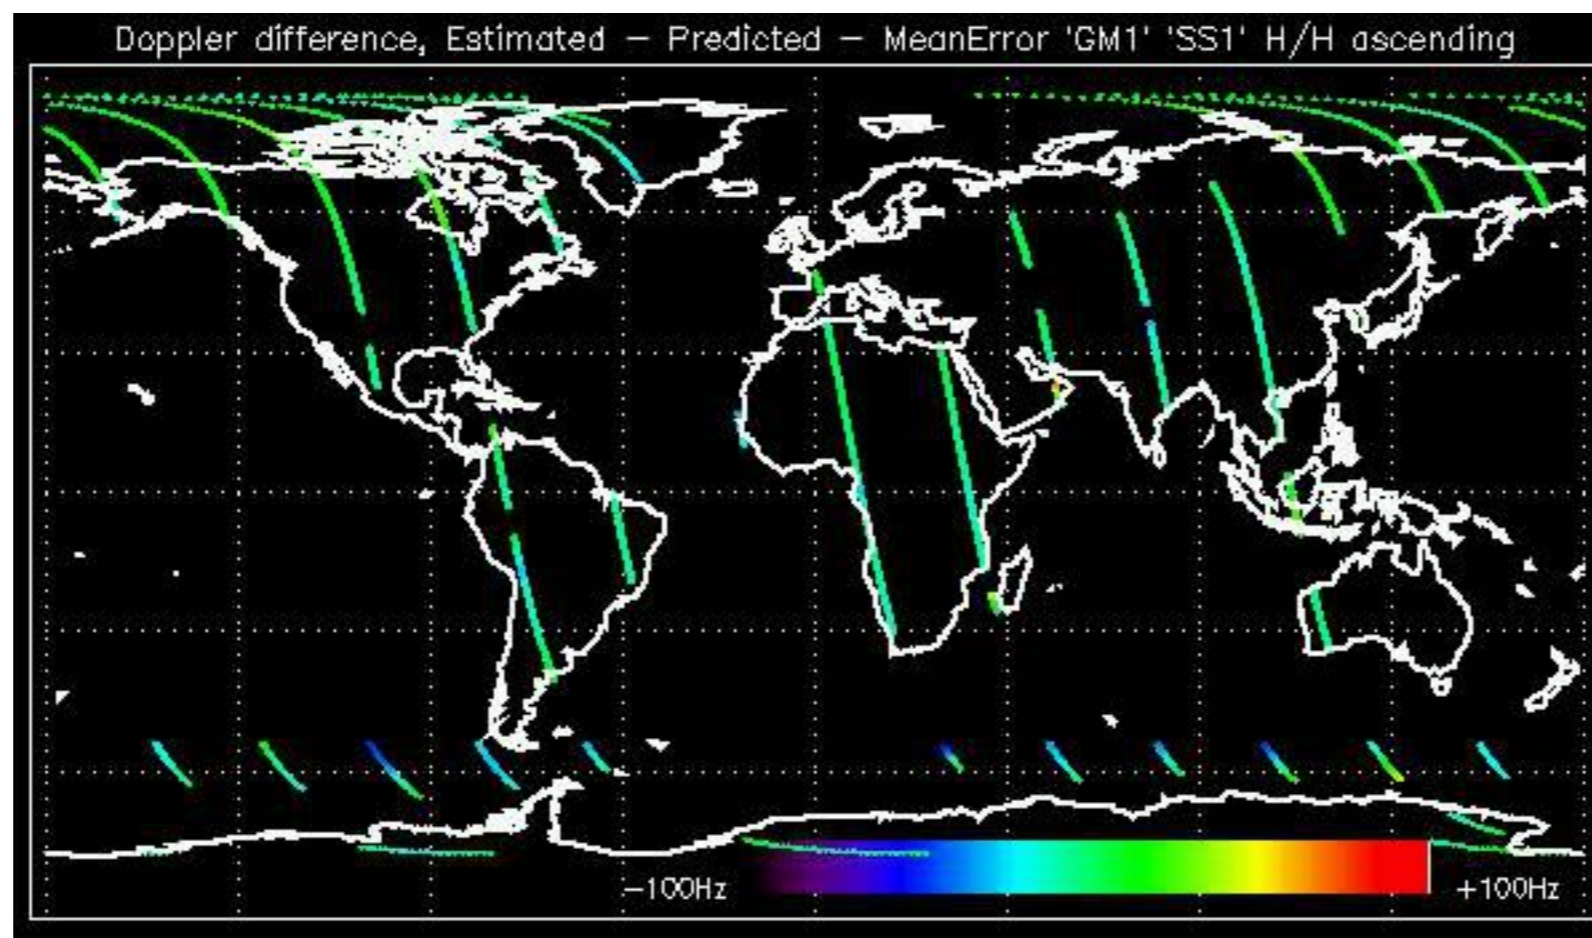 Doppler difference, Estimated − Predicted − MeanError 'GM1' 'SS1' H/H ascending
−100Hz +100Hz